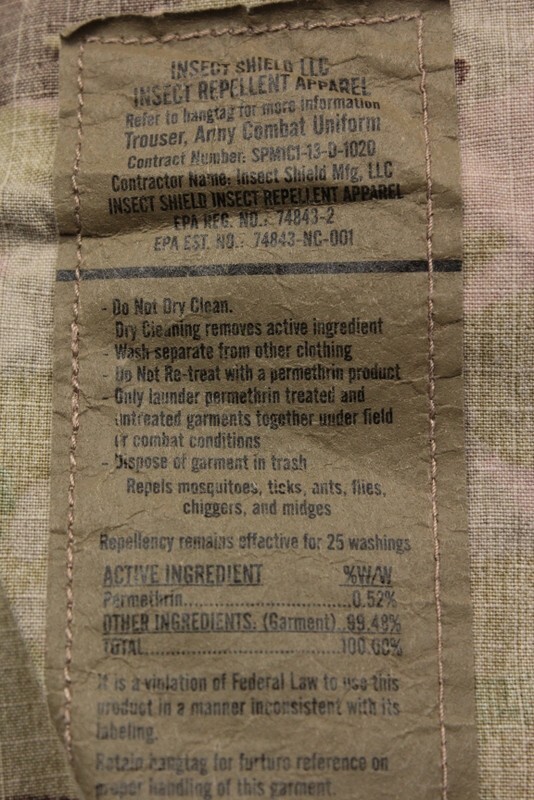 INSECT SHIELD LLC
INSECT REPELLENT APPAREL
Refer to hangtag for more information
Trouser, Army Combat Uniform
Contract Number: SPM1C1-13-D-1020
Contractor Name: Insect Shield Mfg, LLC
INSECT SHIELD INSECT REPELLENT APPAREL
EPA REG. NO.: 74843-2
EPA EST. NO.: 74843-NC-001
- Do Not Dry Clean.
Dry Cleaning removes active ingredient
- Wash separate from other clothing
- Do Not Re-treat with a permethrin product
- Only launder permethrin treated and
untreated garments together under field
or combat conditions
- Dispose of garment in trash
Repels mosquitoes, ticks, ants, flies,
chiggers, and midges
Repellency remains effective for 25 washings
ACTIVE INGREDIENT %W/W
Permethrin..................0.52%
OTHER INGREDIENTS. (Garment)..99.48%
TOTAL......................100.00%
It is a violation of Federal Law to use this
product in a manner inconsistent with its
labeling.
Retain hangtag for furture reference on
proper handling of this garment.